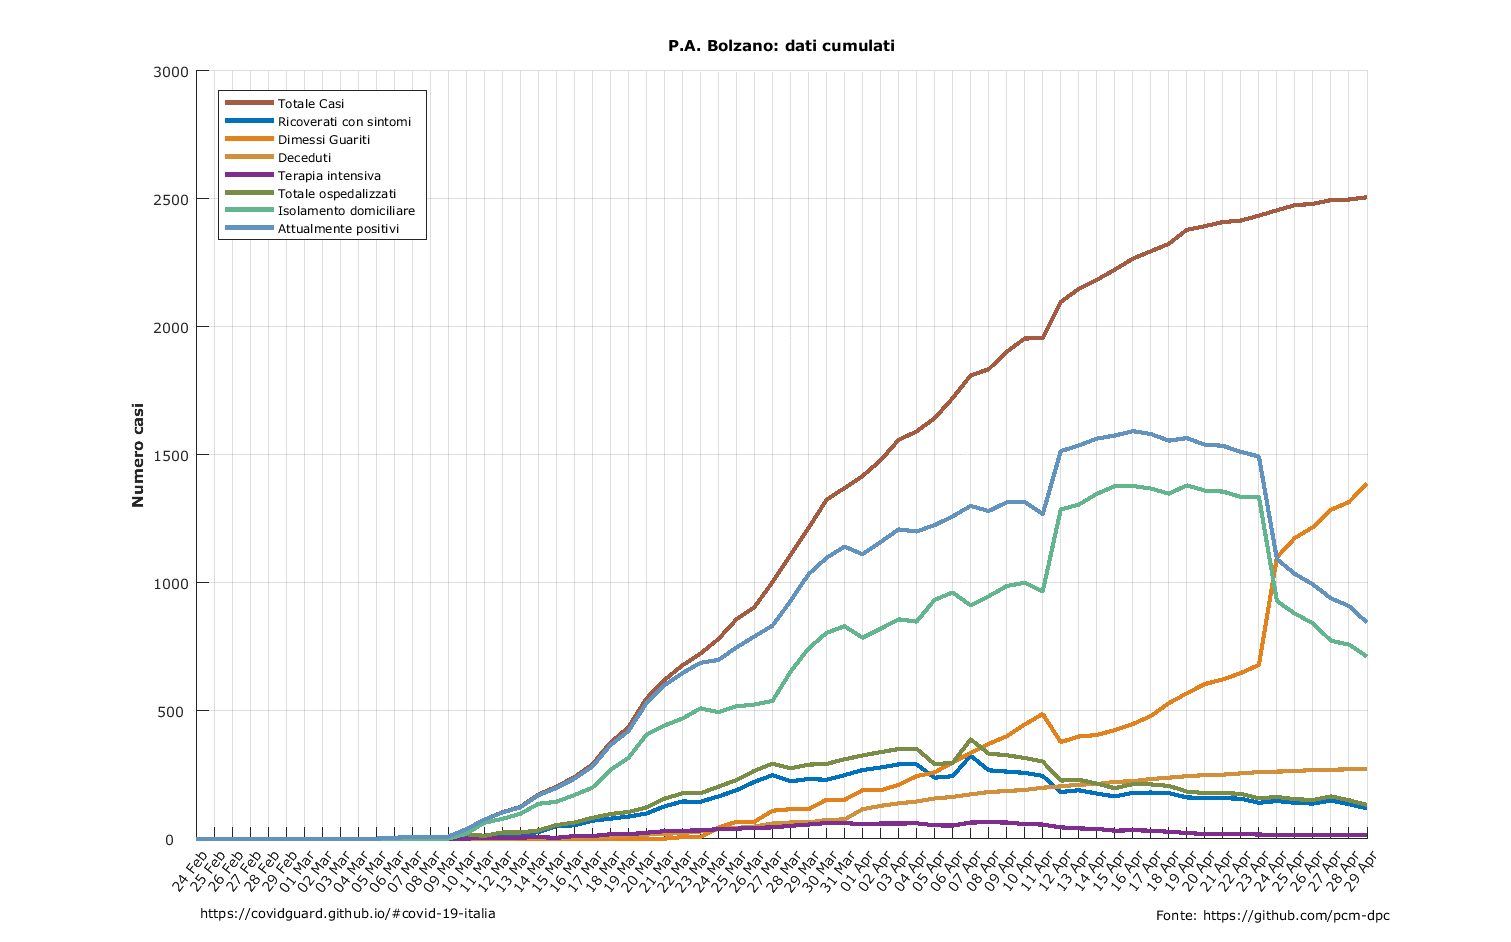 P.A. Bolzano: dati cumulati
3000
2500
2000
1500
1000
500
0
Numero casi
Totale Casi
Ricoverati con sintomi
Dimessi Guariti
Deceduti
Terapia intensiva
Totale ospedalizzati
Isolamento domiciliare
Attualmente positivi
24 Feb
25 Feb
26 Feb
27 Feb
28 Feb
29 Feb
01 Mar
02 Mar
03 Mar
04 Mar
05 Mar
06 Mar
07 Mar
08 Mar
09 Mar
10 Mar
11 Mar
12 Mar
13 Mar
14 Mar
15 Mar
16 Mar
17 Mar
18 Mar
19 Mar
20 Mar
21 Mar
22 Mar
23 Mar
24 Mar
25 Mar
26 Mar
27 Mar
28 Mar
29 Mar
30 Mar
31 Mar
01 Apr
02 Apr
03 Apr
04 Apr
05 Apr
06 Apr
07 Apr
08 Apr
09 Apr
10 Apr
11 Apr
12 Apr
13 Apr
14 Apr
15 Apr
16 Apr
17 Apr
18 Apr
19 Apr
20 Apr
21 Apr
22 Apr
23 Apr
24 Apr
25 Apr
26 Apr
27 Apr
28 Apr
29 Apr
https://covidguard.github.io/#covid-19-italia
Fonte: https://github.com/pcm-dpc